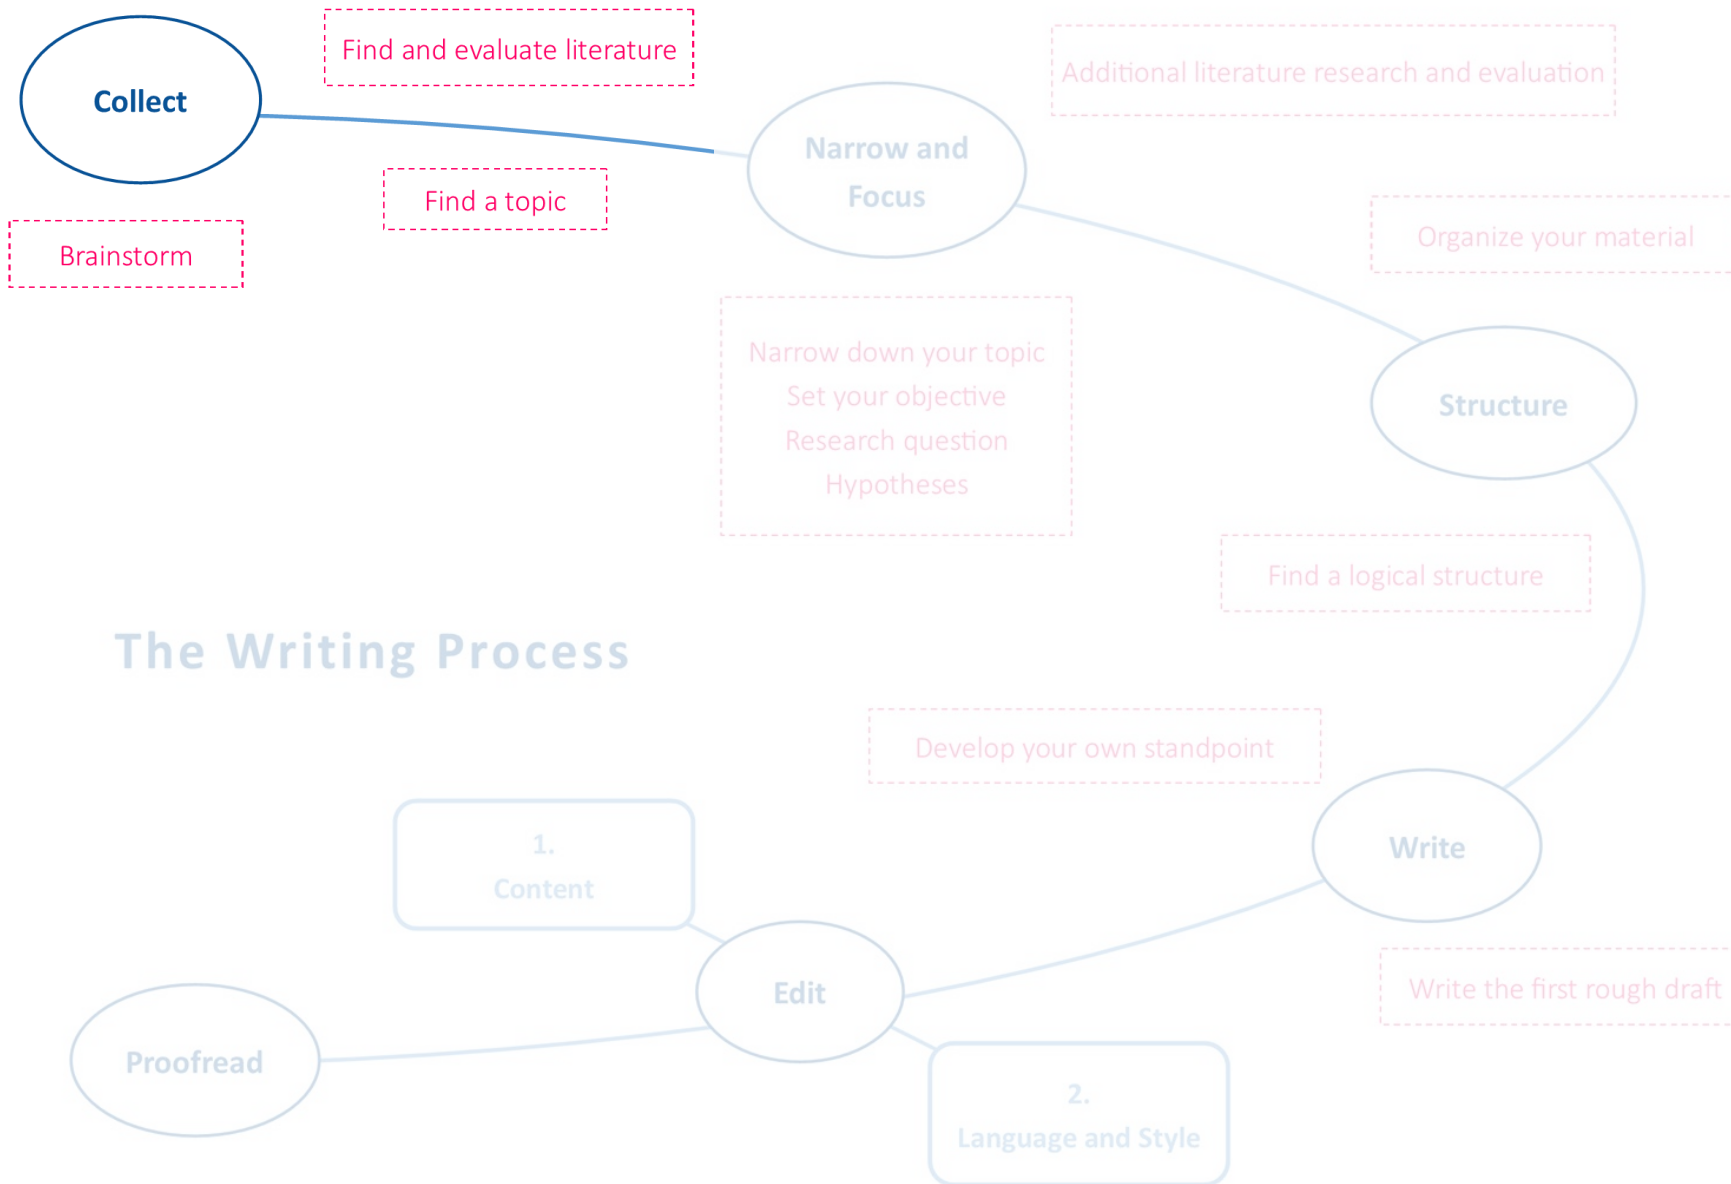 Collect
Find and evaluate literature
Find a topic
Brainstorm
Narrow and
Focus
Additional literature research and evaluation
Organize your material
Narrow down your topic
Set your objective
Research question
Hypotheses
Structure
Find a logical structure
The Writing Process
Develop your own standpoint
Write
Write the first rough draft
1.
Content
Edit
2.
Language and Style
Proofread